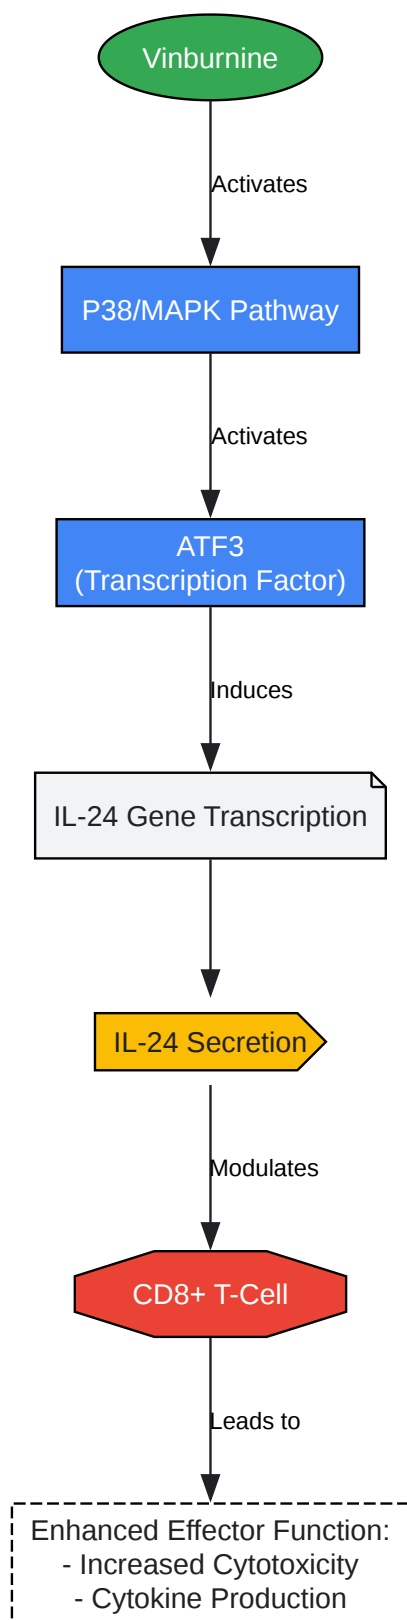 Vinburnine
Activates
P38/MAPK Pathway
Activates
ATF3
(Transcription Factor)
Induces
IL-24 Gene Transcription
IL-24 Secretion
Modulates
CD8+ T-Cell
Leads to
Enhanced Effector Function:
- Increased Cytotoxicity
- Cytokine Production